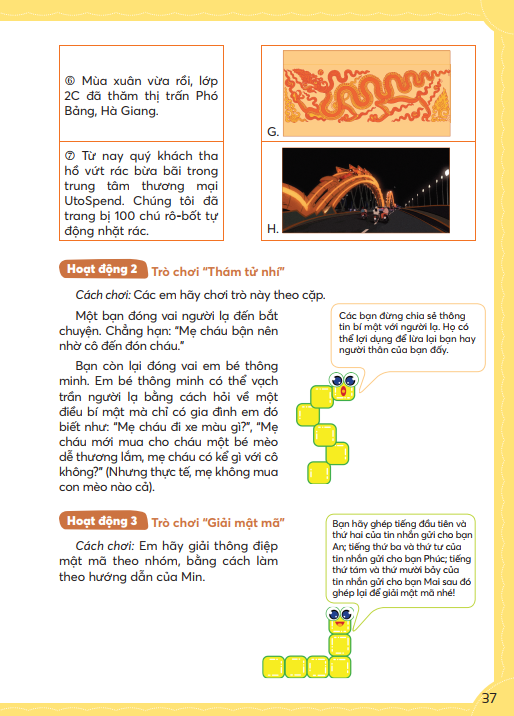 ⑥ Mùa xuân vừa rồi, lớp
2C đã thăm thị trấn Phó
Bảng, Hà Giang.
G.
⑦ Từ nay quý khách tha
hồ vứt rác bừa bãi trong
trung tâm thương mại
UtoSpend. Chúng tôi đã
trang bị 100 chú rô-bốt tự
động nhặt rác.
H.
Hoạt động 2 Trò chơi “Thám tử nhí”
Cách chơi: Các em hãy chơi trò này theo cặp.
Một bạn đóng vai người lạ đến bắt
chuyện. Chẳng hạn: “Mẹ cháu bận nên
nhờ cô đến đón cháu.”
Bạn còn lại đóng vai em bé thông
minh. Em bé thông minh có thể vạch
trần người lạ bằng cách hỏi về một
điều bí mật mà chỉ có gia đình em đó
biết như: “Mẹ cháu đi xe màu gì?”, “Mẹ
cháu mới mua cho cháu một bé mèo
dễ thương lắm, mẹ cháu có kể gì với cô
không?” (Nhưng thực tế, mẹ không mua
con mèo nào cả).
Các bạn đừng chia sẻ thông
tin bí mật với người lạ. Họ có
thể lợi dụng để lừa lại bạn hay
người thân của bạn đấy.
Hoạt động 3 Trò chơi “Giải mật mã”
Cách chơi: Em hãy giải thông điệp
mật mã theo nhóm, bằng cách làm
theo hướng dẫn của Min.
Bạn hãy ghép tiếng đầu tiên và
thứ hai của tin nhắn gửi cho bạn
An; tiếng thứ ba và thứ tư của
tin nhắn gửi cho bạn Phúc; tiếng
thứ tám và thứ mười bảy của
tin nhắn gửi cho bạn Mai sau đó
ghép lại để giải mật mã nhé!
37